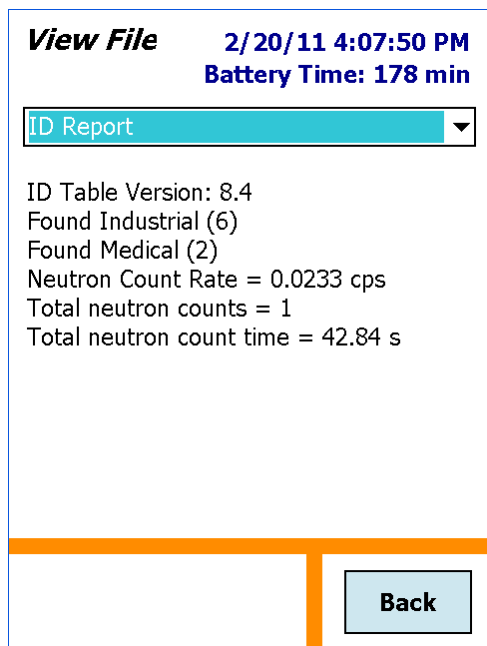 View File
2/20/11 4:07:50 PM
Battery Time: 178 min
ID Report
ID Table Version: 8.4
Found Industrial (6)
Found Medical (2)
Neutron Count Rate = 0.0233 cps
Total neutron counts = 1
Total neutron count time = 42.84 s
Back